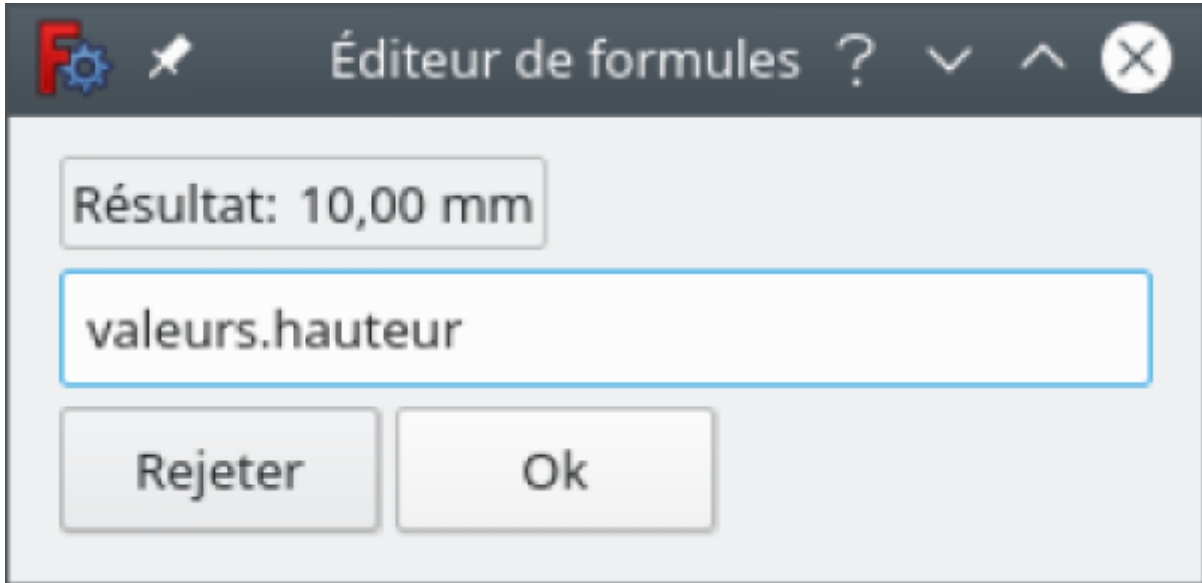 Éditeur de formules
Résultat: 10,00 mm
valeurs.hauteur
Rejeter Ok